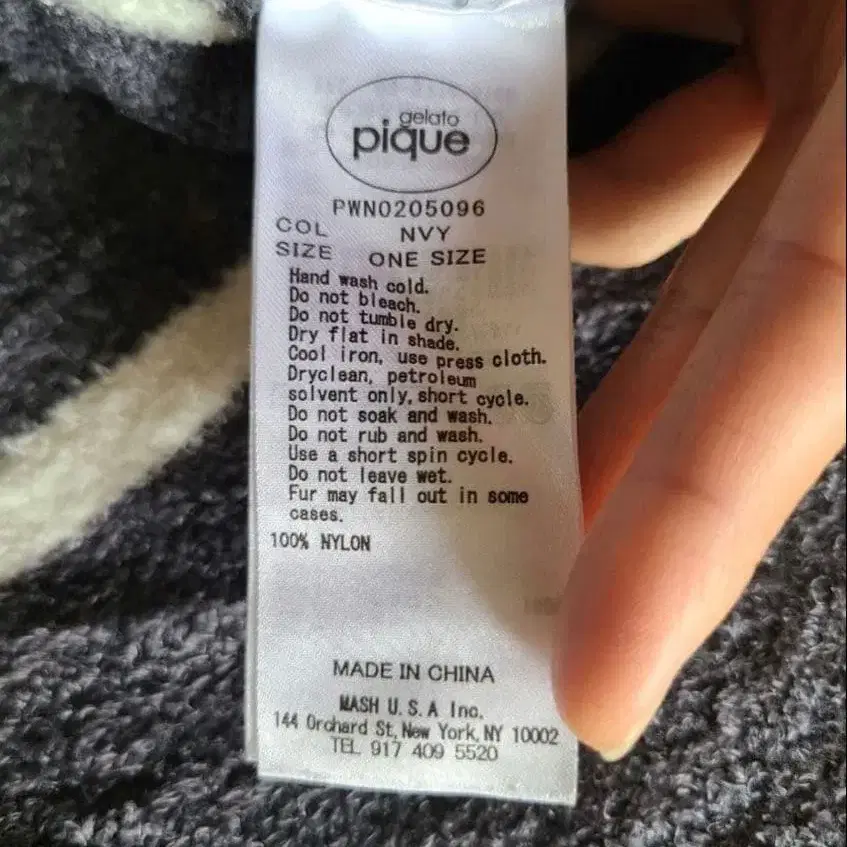 gelato
pique
PWN0205096
COL NVY
SIZE ONE SIZE
Hand wash cold.
Do not bleach.
Do not tumble dry.
Dry flat in shade.
Cool iron, use press cloth.
Dryclean, petroleum
solvent only, short cycle.
Do not soak and wash.
Do not rub and wash.
Use a short spin cycle.
Do not leave wet.
Fur may fall out in some
cases.
100% NYLON
MADE IN CHINA
MASH U.S.A Inc.
144 Orchard St, New York, NY 10002
TEL 917 409 5520